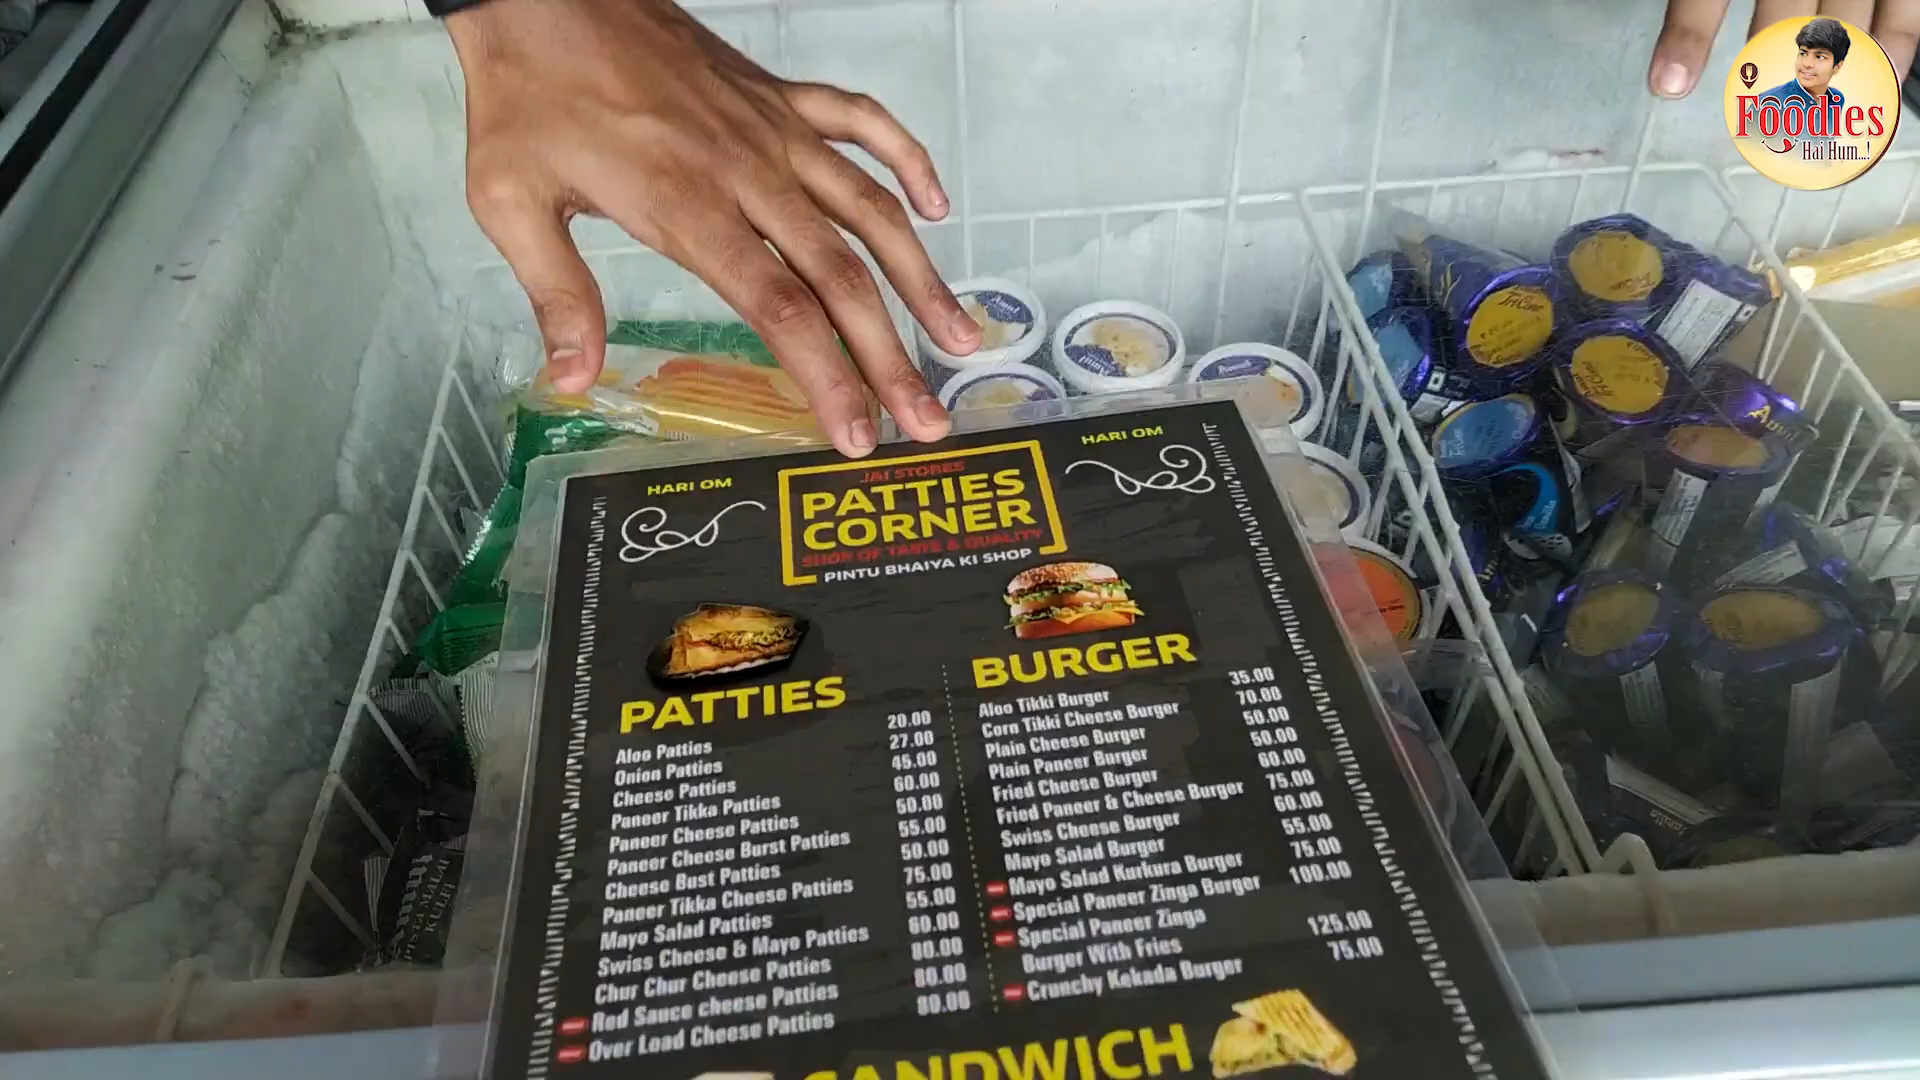 Foodies
Hai Hum...!
HARI OM
HARI OM
JAI STORES
PATTIES
CORNER
SHOP OF TASTE & QUALITY
PINTU BHAIYA KI SHOP
PATTIES
Aloo Patties 20.00
Onion Patties 27.00
Cheese Patties 45.00
Paneer Tikka Patties 60.00
Paneer Cheese Patties 50.00
Paneer Cheese Burst Patties 55.00
Cheese Bust Patties 50.00
Paneer Tikka Cheese Patties 75.00
Mayo Salad Patties 55.00
Swiss Cheese & Mayo Patties 60.00
Chur Chur Cheese Patties 80.00
Red Sauce cheese Patties 80.00
Over Load Cheese Patties 80.00
BURGER
Aloo Tikki Burger 35.00
Corn Tikki Cheese Burger 70.00
Plain Cheese Burger 50.00
Plain Paneer Burger 50.00
Fried Cheese Burger 60.00
Fried Paneer & Cheese Burger 75.00
Swiss Cheese Burger 60.00
Mayo Salad Burger 55.00
Mayo Salad Kurkura Burger 75.00
Special Paneer Zinga Burger 100.00
Special Paneer Zinga
Burger With Fries 125.00
Crunchy Kekada Burger 75.00
SANDWICH
Amul
PISTA MALAI
KULFI
Amul
TriCone
Amul